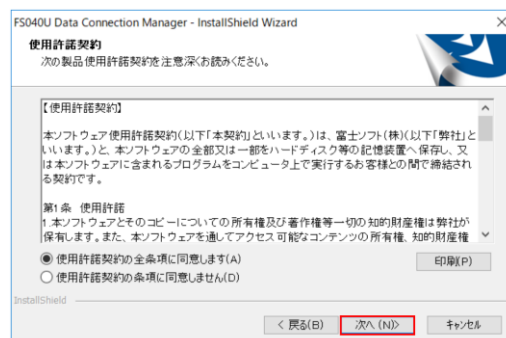 FS040U Data Connection Manager - InstallShield Wizard
使用許諾契約
次の製品使用許諾契約を注意深くお読みください。
【使用許諾契約】
本ソフトウェア使用許諾契約(以下「本契約」といいます。)は、富士ソフト(株)(以下「弊社」と
いいます。)と、本ソフトウェアの全部又は一部をハードディスク等の記憶装置へ保存し、又
は本ソフトウェアに含まれるプログラムをコンピュータ上で実行するお客様との間で締結され
る契約です。
第1条 使用許諾
1.本ソフトウェアとそのコピーについての所有権及び著作権等一切の知的財産権は弊社が
保有します。また、本ソフトウェアを通してアクセス可能なコンテンツの所有権、知的財産権
使用許諾契約の全条項に同意します(A)
印刷(P)
使用許諾契約の条項に同意しません(D)
InstallShield
< 戻る(B)
次へ (N)>
キャンセル